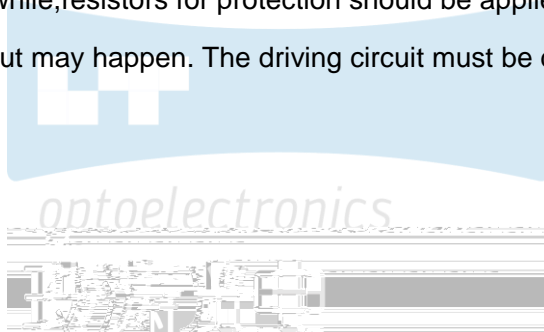 while,resistors for protection should be applie
ut may happen. The driving circuit must be
optoelectronics